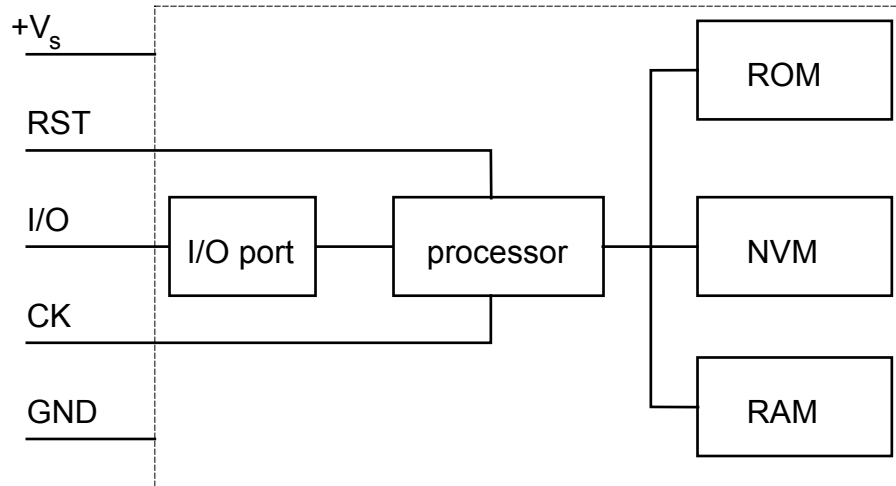 +Vs
RST
I/O
CK
GND
I/O port
processor
ROM
NVM
RAM